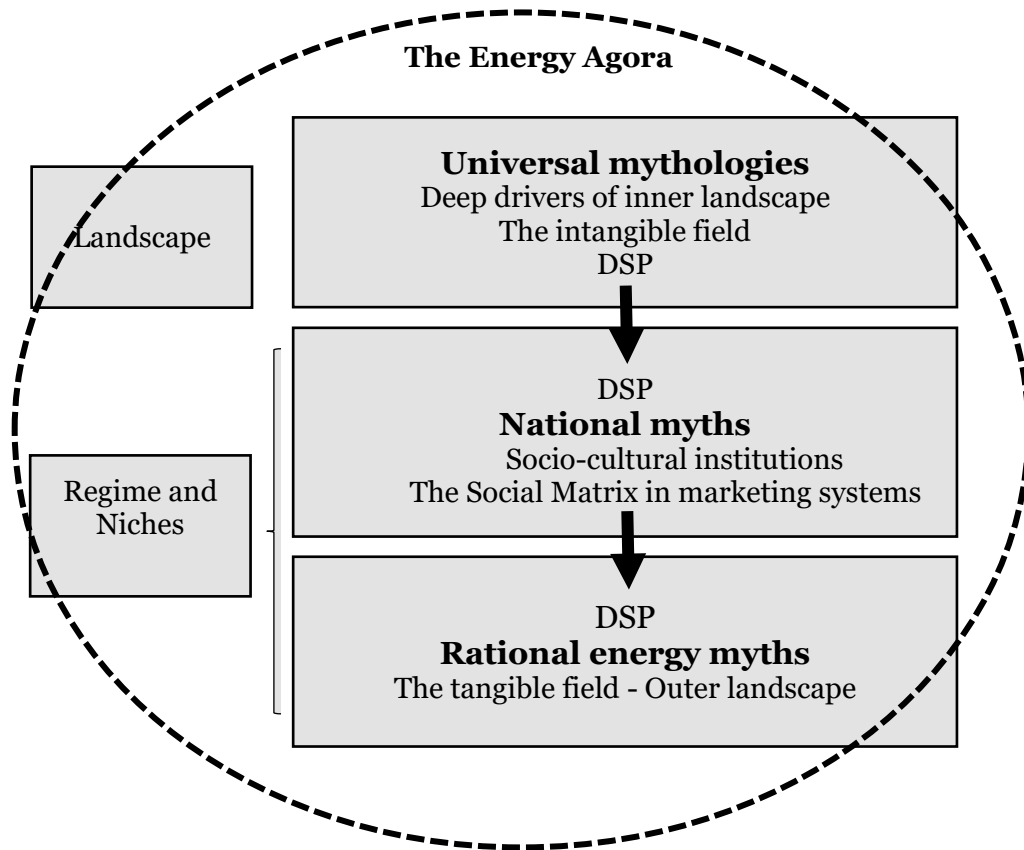 The Energy Agora
Universal mythologies
Deep drivers of inner landscape
The intangible field
DSP
Landscape
DSP
National myths
Socio-cultural institutions
The Social Matrix in marketing systems
Regime and
Niches
DSP
Rational energy myths
The tangible field - Outer landscape